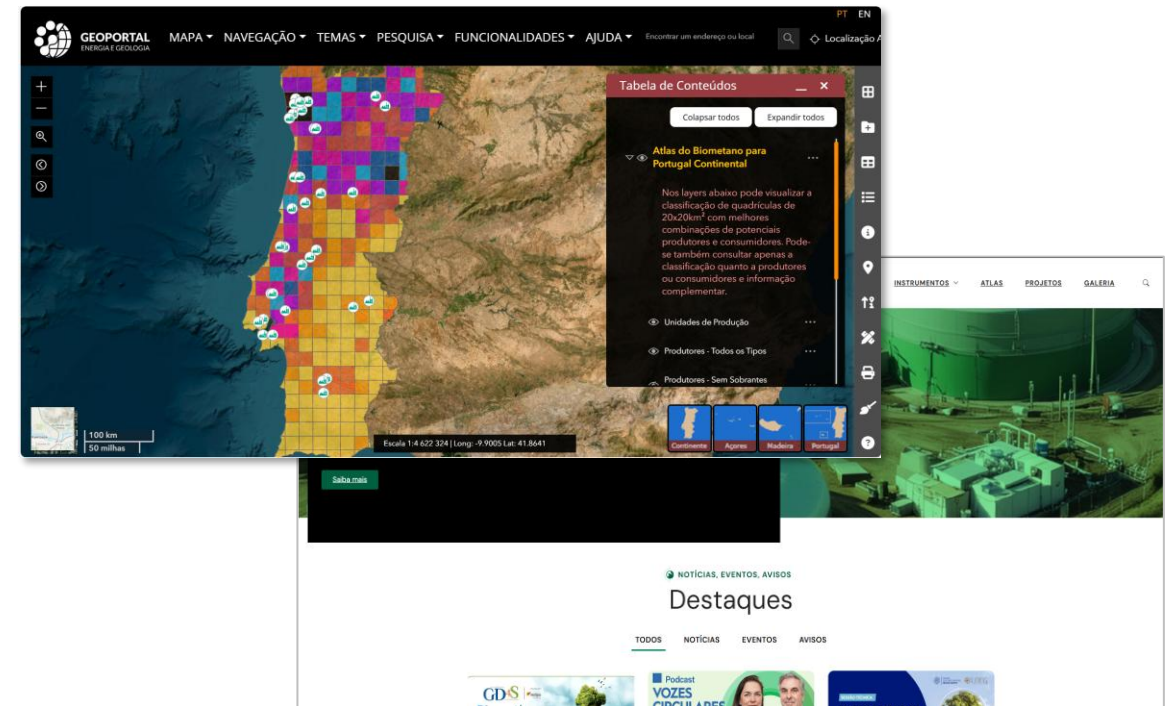 PT EN
GEOPORTAL
ENERGIA E GEOLOGIA
MAPA NAVEGAÇÃO TEMAS PESQUISA FUNCIONALIDADES AJUDA
Encontrar um endereço ou local
Localização A
Tabela de Conteúdos
Colapsar todos Expandir todos
Atlas do Biometano para
Portugal Continental
Nos layers abaixo pode visualizar a
classificação de quadrículas de
20x20km² com melhores
combinações de potenciais
produtores e consumidores. Pode-
se também consultar apenas a
classificação quanto a produtores
ou consumidores e informação
complementar.
Unidades de Produção
Produtores - Todos os Tipos
Produtores - Sem Sobrantes
100 km
50 milhas
Escala 1:4 622 324 | Long: -9.9005 Lat: 41.8641
Continente Açores Madeira Portugal
INSTRUMENTOS ATLAS PROJETOS GALERIA
Saiba mais
NOTÍCIAS, EVENTOS, AVISOS
Destaques
TODOS NOTÍCIAS EVENTOS AVISOS
Podcast
VOZES
CIRCULARES